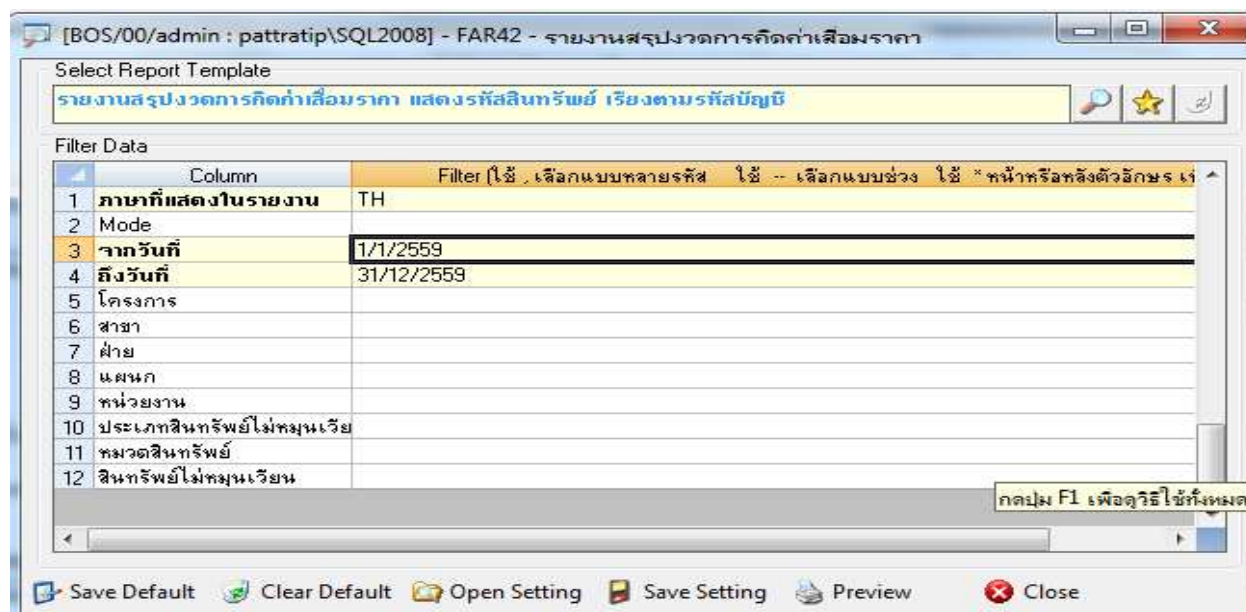 [BOS/00/admin : pattratip\SQL2008] - FAR42 - รายงานสรุปงวดการคิดค่าเสื่อมราคา
Select Report Template
รายงานสรุปงวดการคิดค่าเสื่อมราคา แสดงรหัสสินทรัพย์ เรียงตามรหัสบัญชี
Filter Data
Column Filter (ใช้ , เลือกแบบหลายรหัส ใช้ -- เลือกแบบช่วง ใช้ * หน้าหรือหลังตัวอักษร เช่
1 ภาษาที่แสดงในรายงาน TH
2 Mode
3 จากวันที่ 1/1/2559
4 ถึงวันที่ 31/12/2559
5 โครงการ
6 สาขา
7 ฝ่าย
8 แผนก
9 หน่วยงาน
10 ประเภทสินทรัพย์ไม่หมุนเวีย
11 หมวดสินทรัพย์
12 สินทรัพย์ไม่หมุนเวียน
กดปุ่ม F1 เพื่อดูวิธีใช้ทั้งหมด
Save Default Clear Default Open Setting Save Setting Preview Close